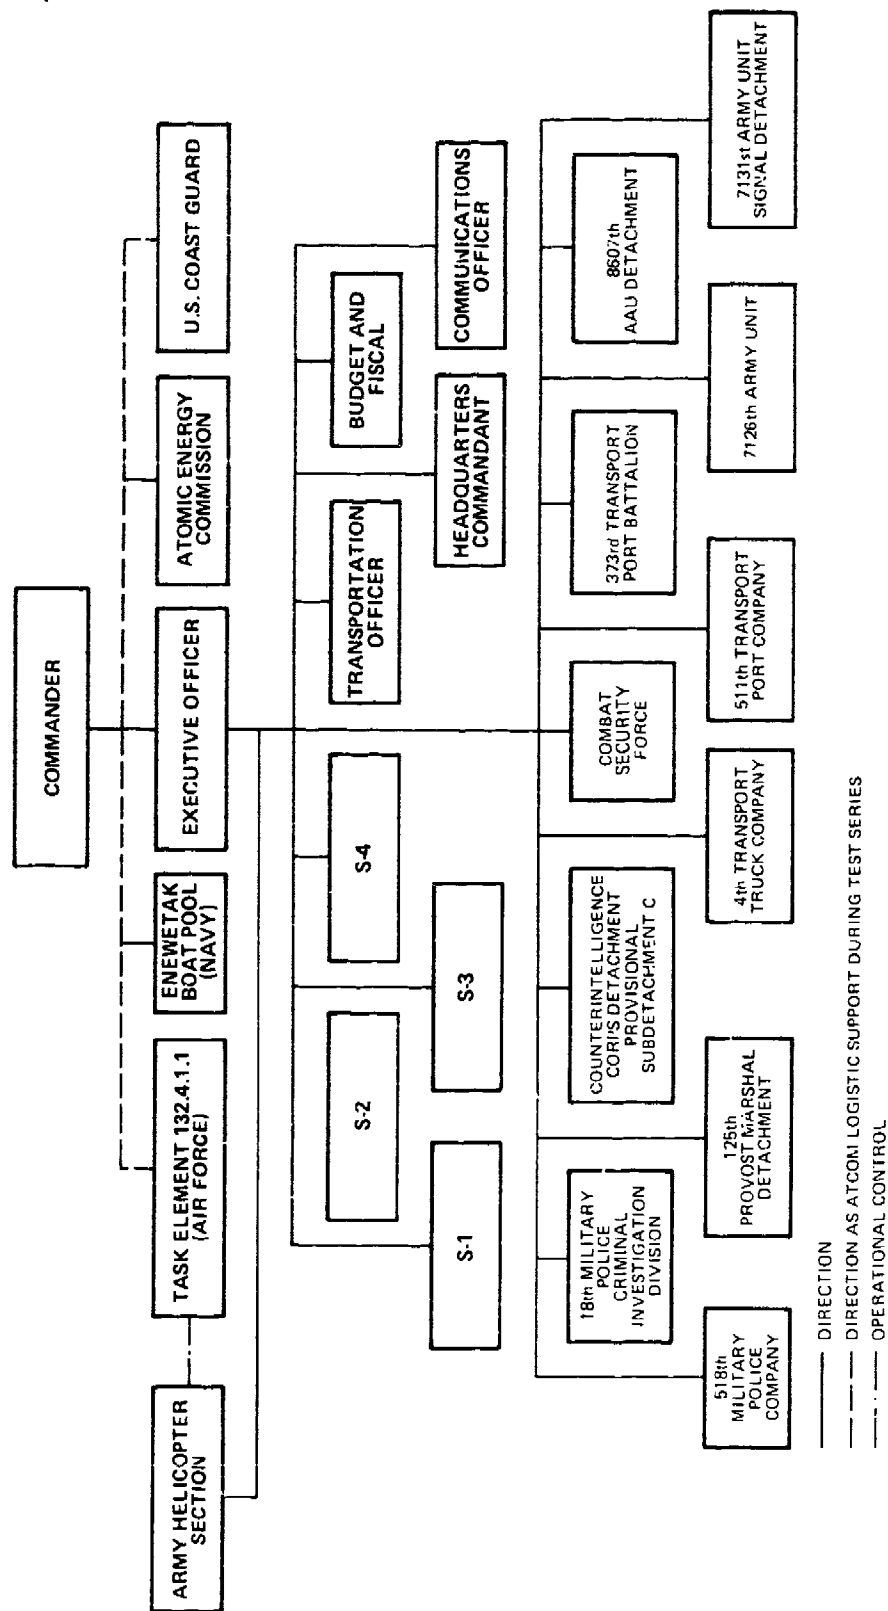 COMMANDER
ARMY HELICOPTER
SECTION
TASK ELEMENT 132.4.1.1
(AIR FORCE)
ENEWETAK
BOAT POOL
(NAVY)
EXECUTIVE OFFICER
ATOMIC ENERGY
COMMISSION
U.S. COAST GUARD
S-1
S-2
S-3
S-4
TRANSPORTATION
OFFICER
HEADQUARTERS
COMMANDANT
BUDGET AND
FISCAL
COMMUNICATIONS
OFFICER
518th
MILITARY
POLICE
COMPANY
18th MILITARY
POLICE
CRIMINAL
INVESTIGATION
DIVISION
125th
PROVOST MARSHAL
DETACHMENT
COUNTERINTELLIGENCE
CORPS DETACHMENT
PROVISIONAL
SUBDETACHMENT C
4th TRANSPORT
TRUCK COMPANY
COMBAT
SECURITY
FORCE
511th TRANSPORT
PORT COMPANY
373rd TRANSPORT
PORT BATTALION
7126th ARMY UNIT
8607th
AAU DETACHMENT
7131st ARMY UNIT
SIGNAL DETACHMENT
DIRECTION
DIRECTION AS ATCOM LOGISTIC SUPPORT DURING TEST SERIES
OPERATIONAL CONTROL